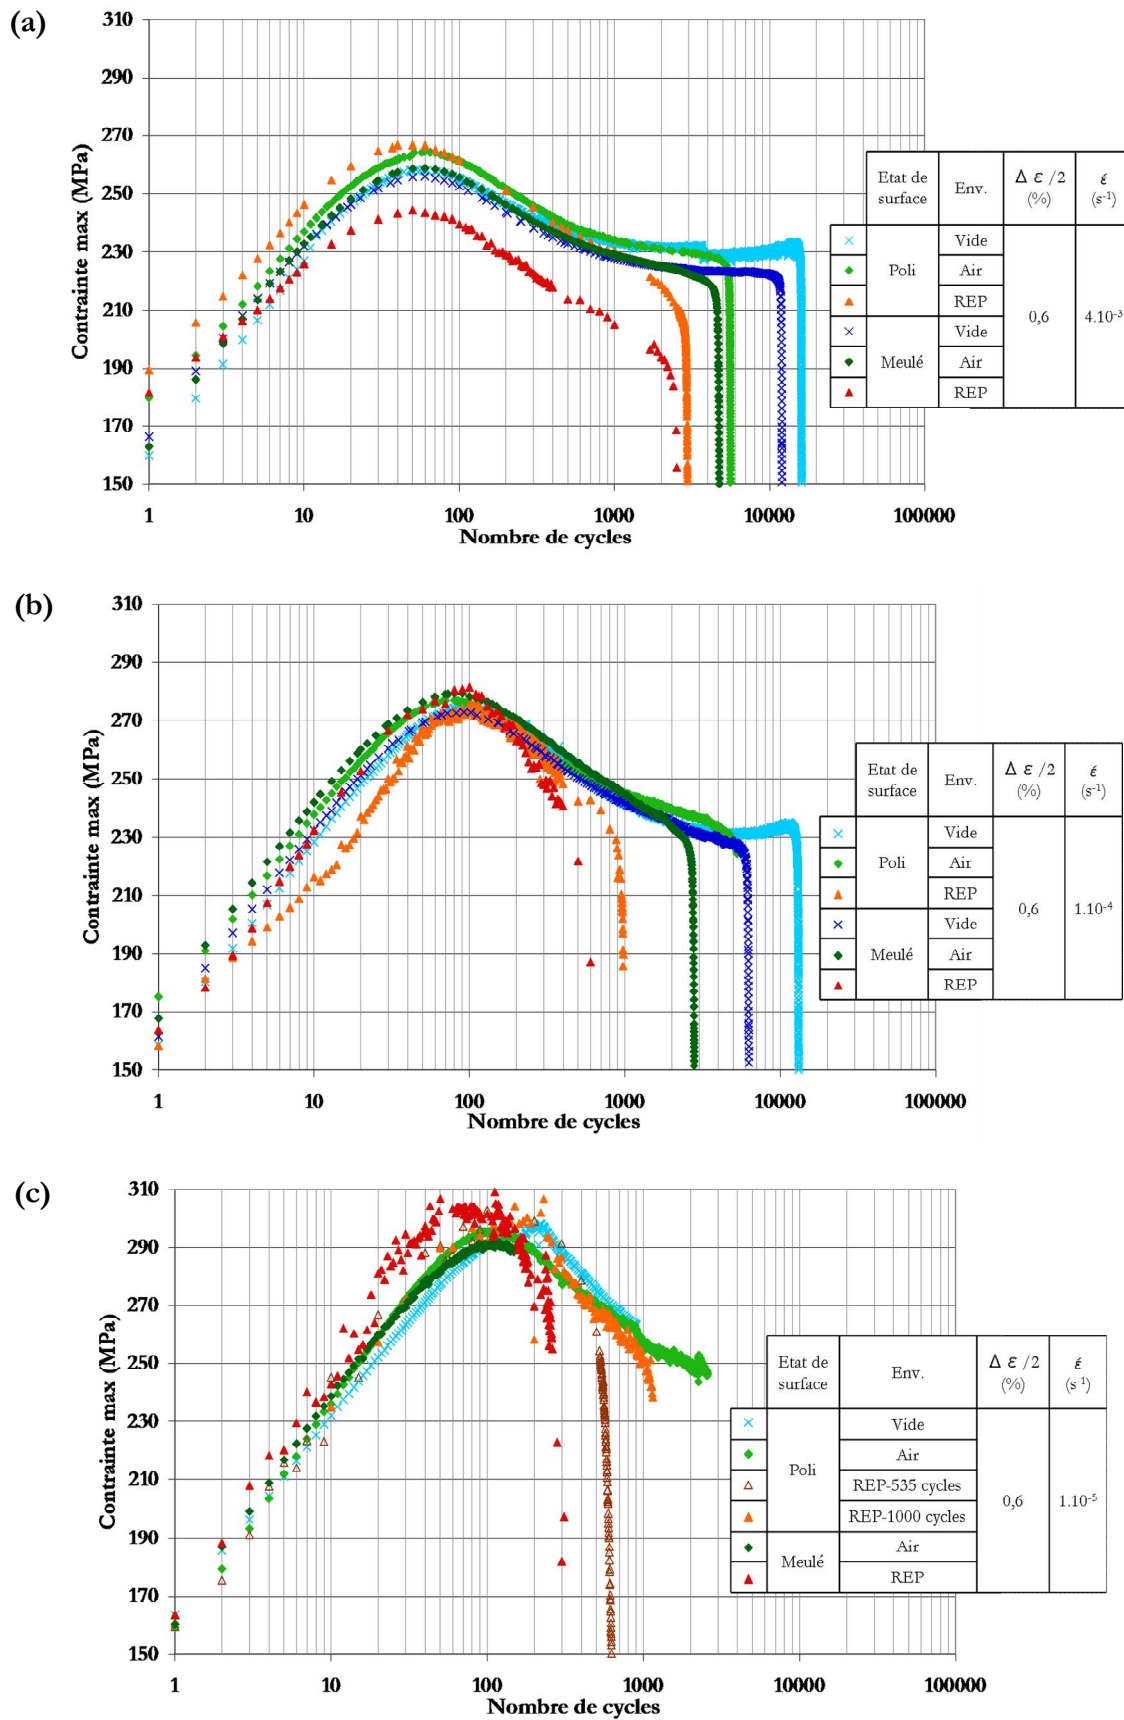 (a)
310
290
270
250
230
210
190
170
150
Contrainte max (MPa)
1 10 100 1000 10000 100000
Nombre de cycles
Etat de surface Env. Δ ε /2 (%) έ (s⁻¹)
Poli Vide 0,6 4.10⁻³
Air
REP
Meulé Vide
Air
REP
(b)
310
290
270
250
230
210
190
170
150
Contrainte max (MPa)
1 10 100 1000 10000 100000
Nombre de cycles
Etat de surface Env. Δ ε /2 (%) έ (s⁻¹)
Poli Vide 0,6 1.10⁻⁴
Air
REP
Meulé Vide
Air
REP
(c)
310
290
270
250
230
210
190
170
150
Contrainte max (MPa)
1 10 100 1000 10000 100000
Nombre de cycles
Etat de surface Env. Δ ε /2 (%) έ (s⁻¹)
Poli Vide 0,6 1.10⁻⁵
Air
REP-535 cycles
REP-1000 cycles
Meulé Air
REP